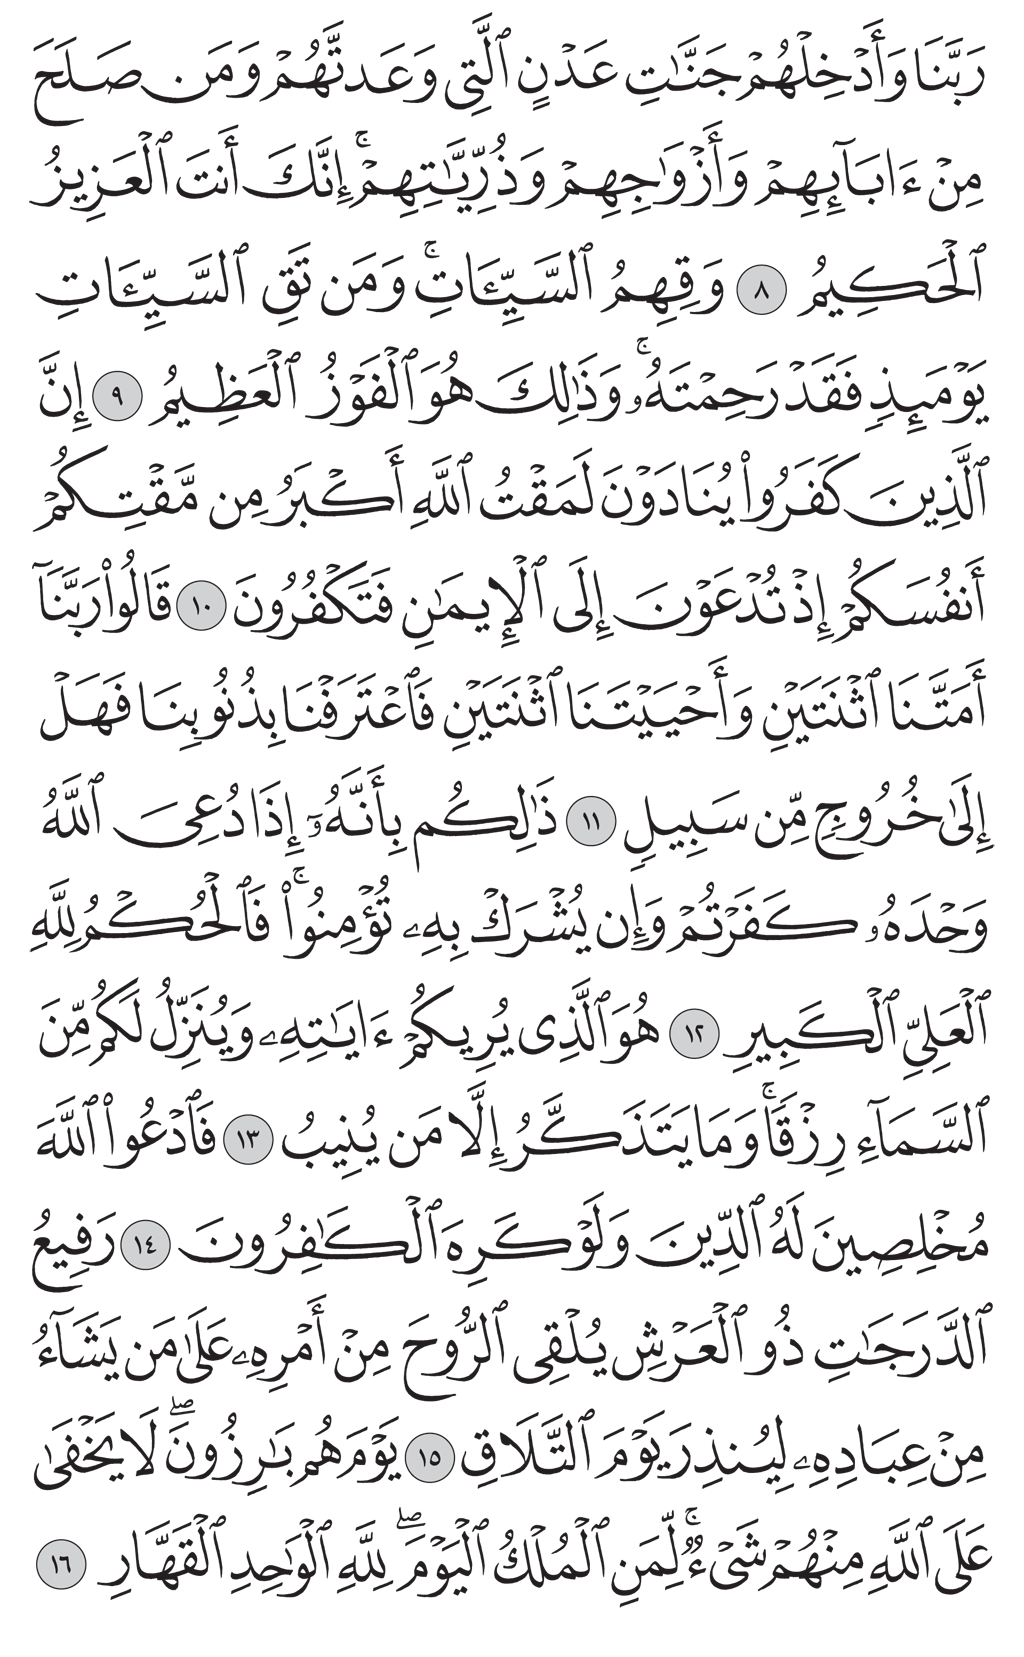 رَبَّنَا وَأَدْخِلْهُمْ جَنَّـٰتِ عَدْنٍ ٱلَّتِى وَعَدتَّهُمْ وَمَن صَلَحَ
مِنْ ءَابَآئِهِمْ وَأَزْوَٰجِهِمْ وَذُرِّيَّـٰتِهِمْ ۚ إِنَّكَ أَنتَ ٱلْعَزِيزُ
ٱلْحَكِيمُ ٨ وَقِهِمُ ٱلسَّيِّـَٔاتِ ۚ وَمَن تَقِ ٱلسَّيِّـَٔاتِ
يَوْمَئِذٍ فَقَدْ رَحِمْتَهُۥ ۚ وَذَٰلِكَ هُوَ ٱلْفَوْزُ ٱلْعَظِيمُ ٩ إِنَّ
ٱلَّذِينَ كَفَرُوا۟ يُنَادَوْنَ لَمَقْتُ ٱللَّهِ أَكْبَرُ مِن مَّقْتِكُمْ
أَنفُسَكُمْ إِذْ تُدْعَوْنَ إِلَى ٱلْإِيمَـٰنِ فَتَكْفُرُونَ ١٠ قَالُوا۟ رَبَّنَآ
أَمَتَّنَا ٱثْنَتَيْنِ وَأَحْيَيْتَنَا ٱثْنَتَيْنِ فَٱعْتَرَفْنَا بِذُنُوبِنَا فَهَلْ
إِلَىٰ خُرُوجٍ مِّن سَبِيلٍ ١١ ذَٰلِكُم بِأَنَّهُۥٓ إِذَا دُعِىَ ٱللَّهُ
وَحْدَهُۥ كَفَرْتُمْ وَإِن يُشْرَكْ بِهِۦ تُؤْمِنُوا۟ ۚ فَٱلْحُكْمُ لِلَّهِ
ٱلْعَلِىِّ ٱلْكَبِيرِ ١٢ هُوَ ٱلَّذِى يُرِيكُمْ ءَايَـٰتِهِۦ وَيُنَزِّلُ لَكُم مِّنَ
ٱلسَّمَآءِ رِزْقًا ۚ وَمَا يَتَذَكَّرُ إِلَّا مَن يُنِيبُ ١٣ فَٱدْعُوا۟ ٱللَّهَ
مُخْلِصِينَ لَهُ ٱلدِّينَ وَلَوْ كَرِهَ ٱلْكَـٰفِرُونَ ١٤ رَفِيعُ
ٱلدَّرَجَـٰتِ ذُو ٱلْعَرْشِ يُلْقِى ٱلرُّوحَ مِنْ أَمْرِهِۦ عَلَىٰ مَن يَشَآءُ
مِنْ عِبَادِهِۦ لِيُنذِرَ يَوْمَ ٱلتَّلَاقِ ١٥ يَوْمَ هُم بَـٰرِزُونَ ۖ لَا يَخْفَىٰ
عَلَى ٱللَّهِ مِنْهُمْ شَىْءٌ ۚ لِّمَنِ ٱلْمُلْكُ ٱلْيَوْمَ ۖ لِلَّهِ ٱلْوَٰحِدِ ٱلْقَهَّارِ ١٦